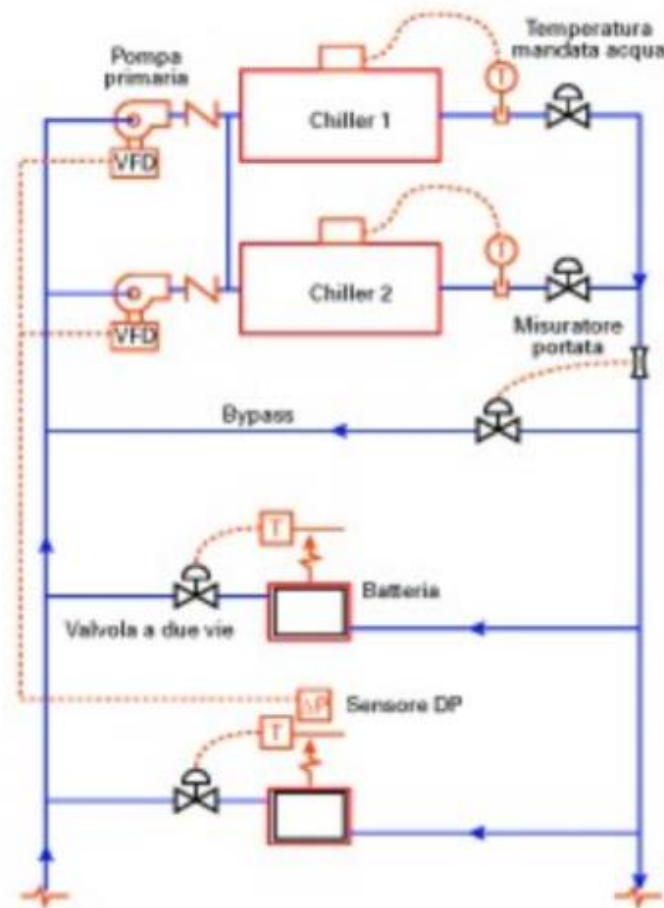 Temperatura
mandata acqua
Pompa
primaria
T
Chiller 1
VFD
T
Chiller 2
VFD
Misuratore
portata
Bypass
T
Batteria
Valvola a due vie
ΔP
Sensore DP
T